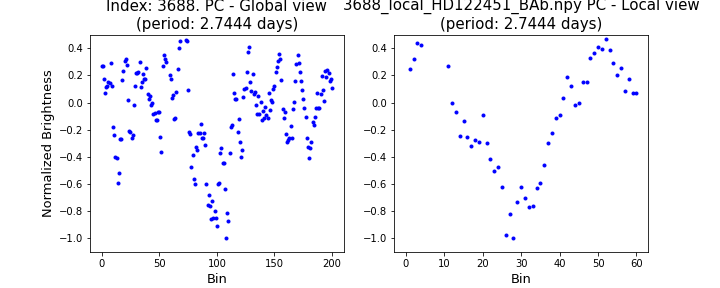 Index: 3688. PC - Global view
(period: 2.7444 days)
3688_local_HD122451_BAb.npy PC - Local view
(period: 2.7444 days)
Normalized Brightness
0.4
0.2
0.0
−0.2
−0.4
−0.6
−0.8
−1.0
0 50 100 150 200
Bin
0.4
0.2
0.0
−0.2
−0.4
−0.6
−0.8
−1.0
0 10 20 30 40 50 60
Bin